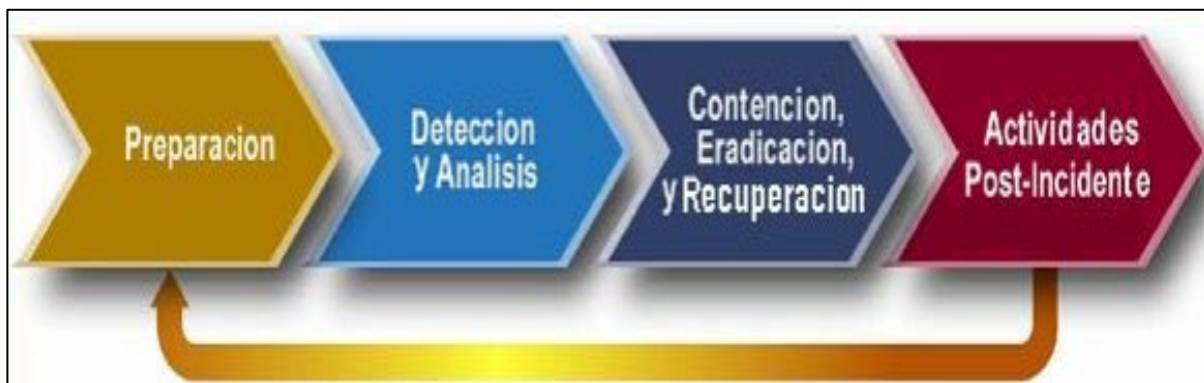 Preparacion
Deteccion
y Analisis
Contencion,
Eradicacion,
y Recuperacion
Actividades
Post-Incidente